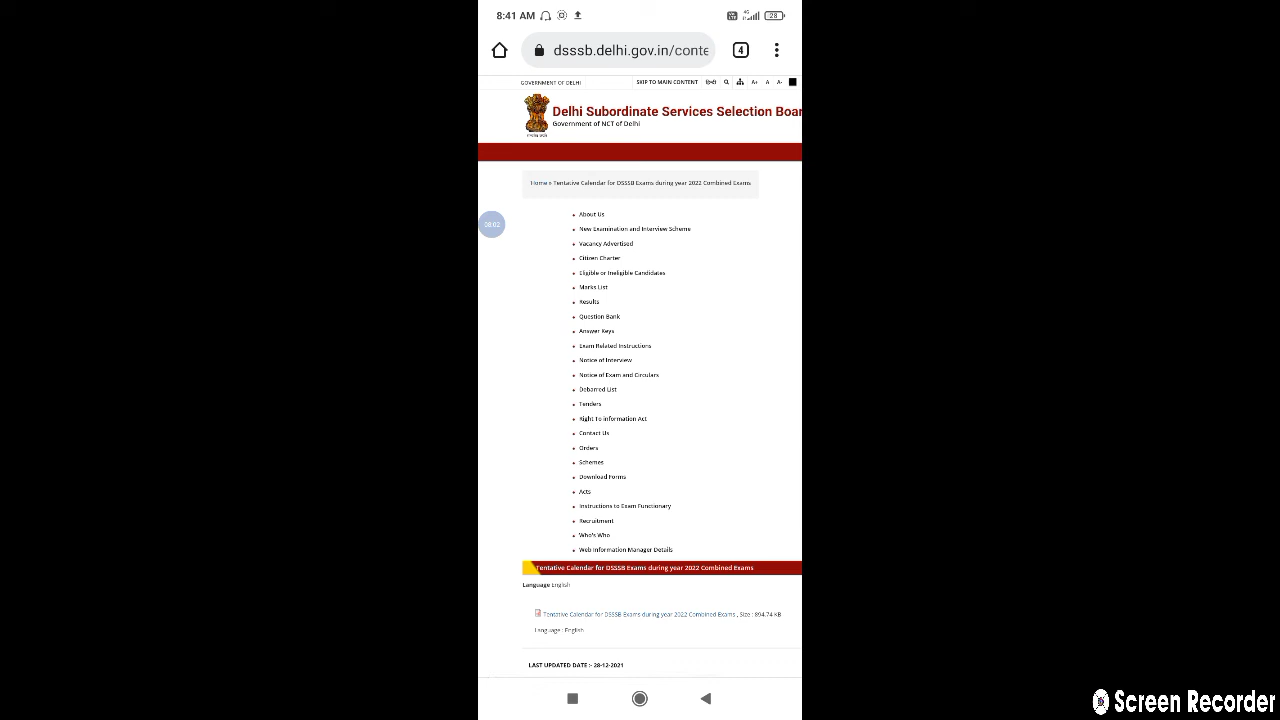 8:41 AM
4G
28
dsssb.delhi.gov.in/conte
4
GOVERNMENT OF DELHI
SKIP TO MAIN CONTENT हिन्दी A+ A A-
Delhi Subordinate Services Selection Boar
Government of NCT of Delhi
Home » Tentative Calendar for DSSSB Exams during year 2022 Combined Exams
00:02
About Us
New Examination and Interview Scheme
Vacancy Advertised
Citizen Charter
Eligible or Ineligible Candidates
Marks List
Results
Question Bank
Answer Keys
Exam Related Instructions
Notice of Interview
Notice of Exam and Circulars
Debarred List
Tenders
Right To information Act
Contact Us
Orders
Schemes
Download Forms
Acts
Instructions to Exam Functionary
Recruitment
Who's Who
Web Information Manager Details
Tentative Calendar for DSSSB Exams during year 2022 Combined Exams
Language English
Tentative Calendar for DSSSB Exams during year 2022 Combined Exams , Size : 894.74 KB
Language : English
LAST UPDATED DATE :- 28-12-2021
Screen Recorder